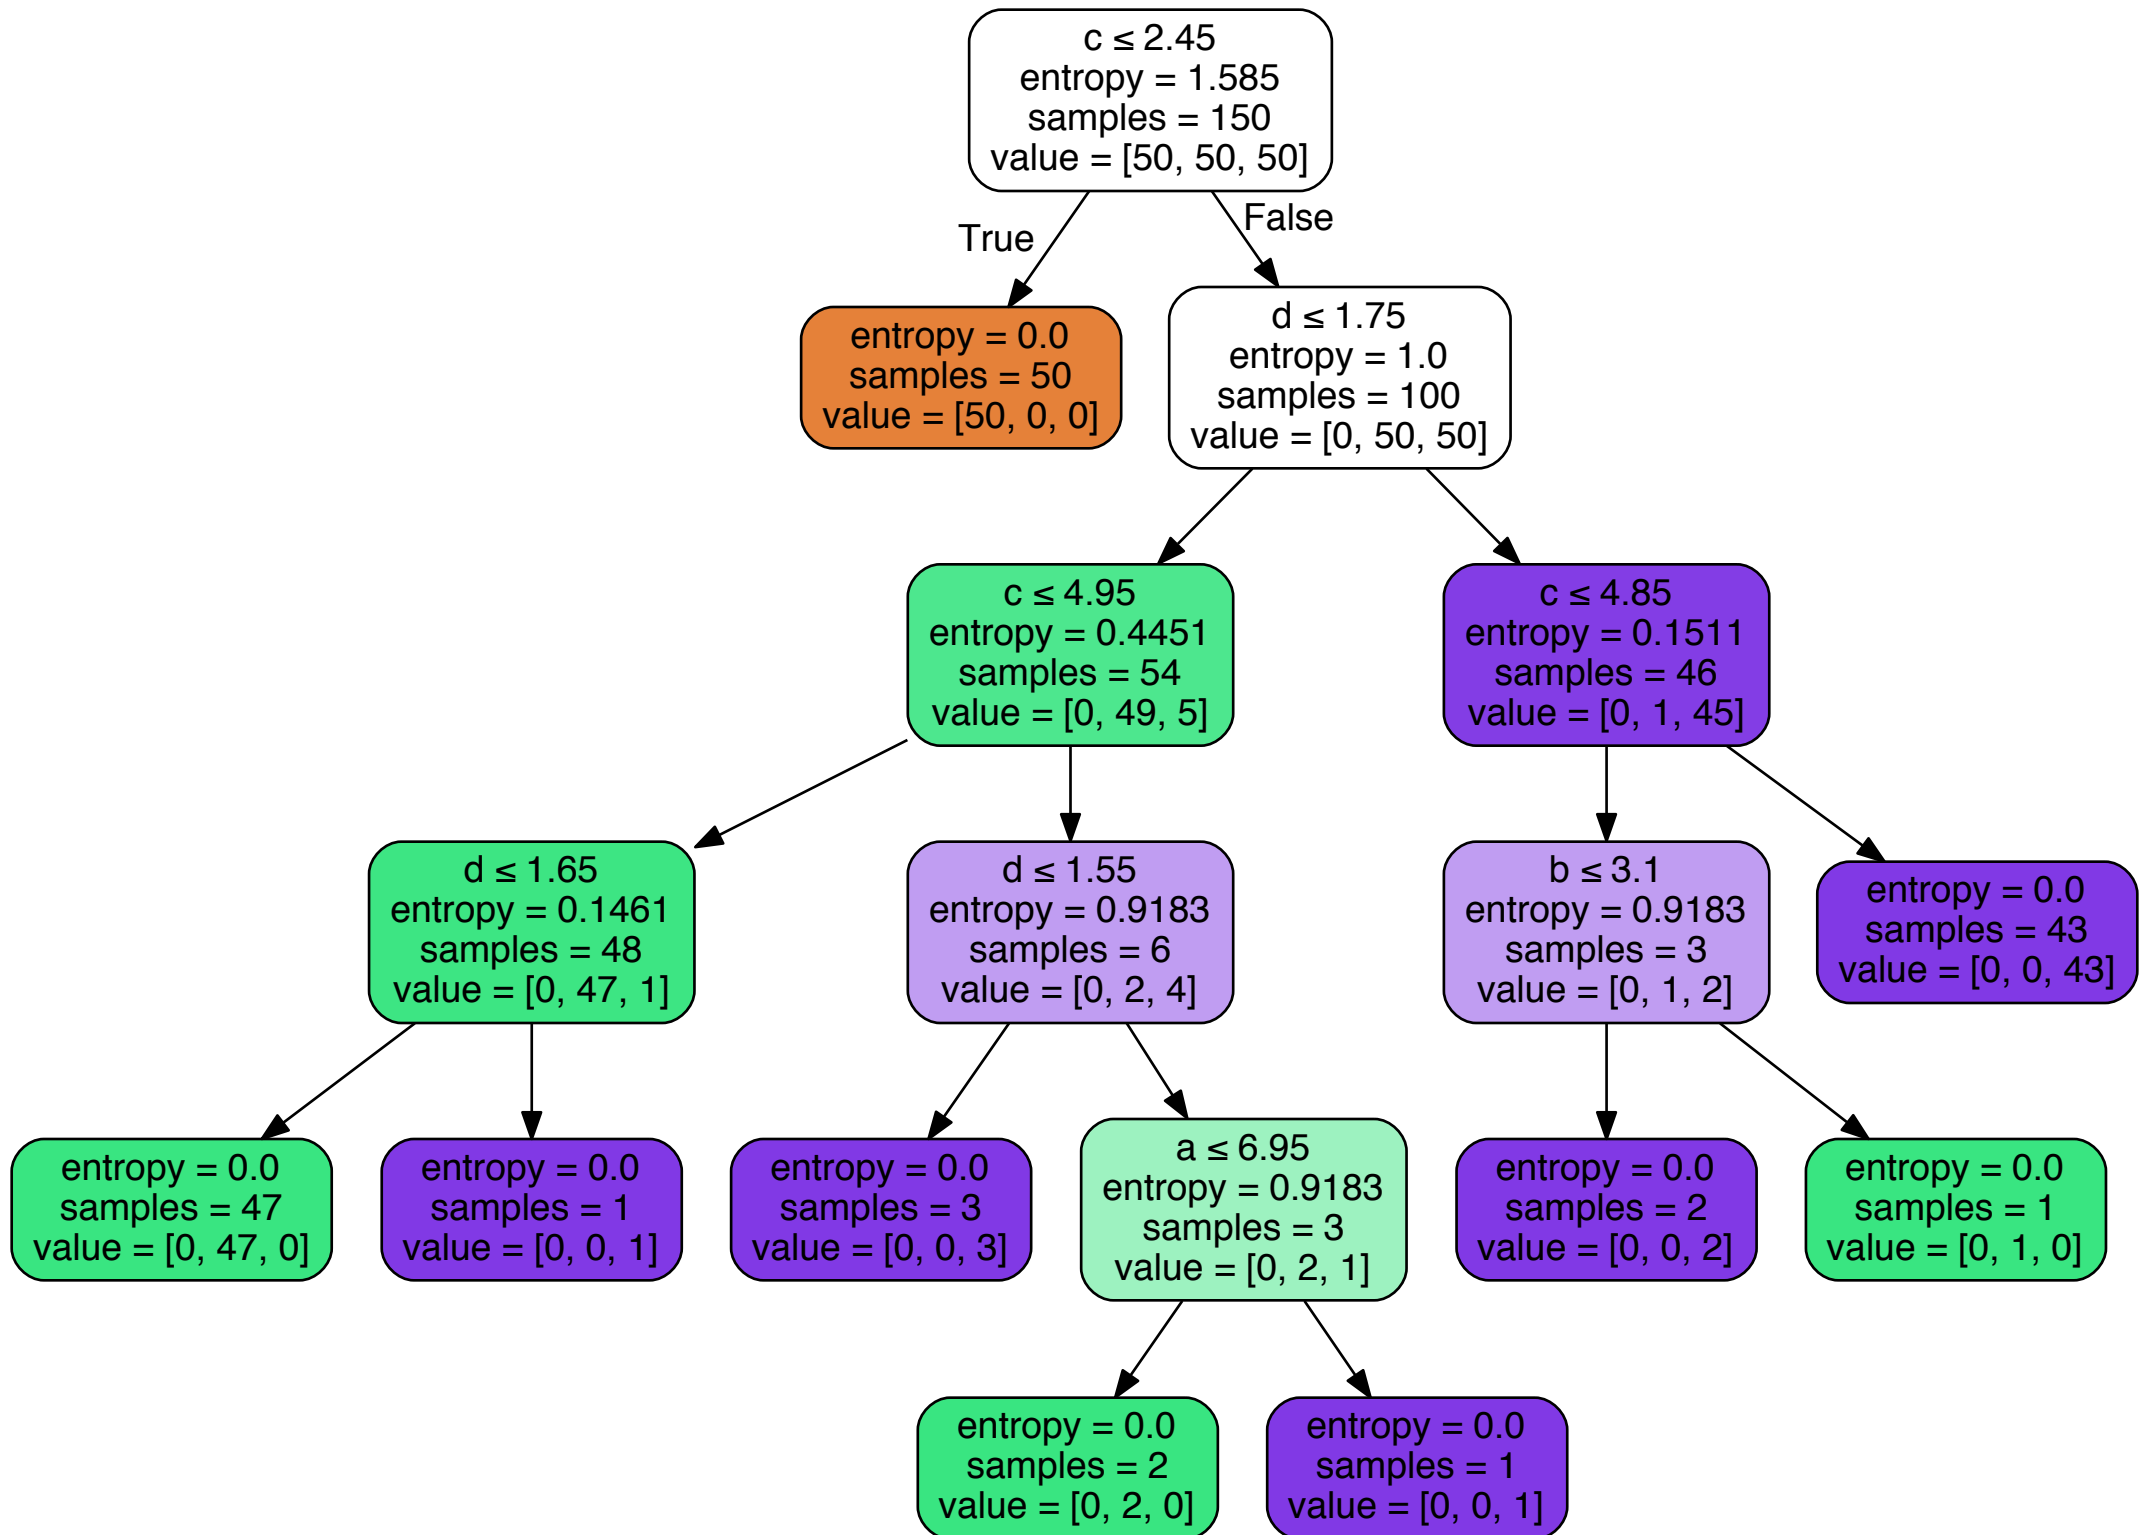 c ≤ 2.45
entropy = 1.585
samples = 150
value = [50, 50, 50]
True
False
entropy = 0.0
samples = 50
value = [50, 0, 0]
d ≤ 1.75
entropy = 1.0
samples = 100
value = [0, 50, 50]
c ≤ 4.95
entropy = 0.4451
samples = 54
value = [0, 49, 5]
c ≤ 4.85
entropy = 0.1511
samples = 46
value = [0, 1, 45]
d ≤ 1.65
entropy = 0.1461
samples = 48
value = [0, 47, 1]
d ≤ 1.55
entropy = 0.9183
samples = 6
value = [0, 2, 4]
b ≤ 3.1
entropy = 0.9183
samples = 3
value = [0, 1, 2]
entropy = 0.0
samples = 43
value = [0, 0, 43]
entropy = 0.0
samples = 47
value = [0, 47, 0]
entropy = 0.0
samples = 1
value = [0, 0, 1]
entropy = 0.0
samples = 3
value = [0, 0, 3]
a ≤ 6.95
entropy = 0.9183
samples = 3
value = [0, 2, 1]
entropy = 0.0
samples = 2
value = [0, 0, 2]
entropy = 0.0
samples = 1
value = [0, 1, 0]
entropy = 0.0
samples = 2
value = [0, 2, 0]
entropy = 0.0
samples = 1
value = [0, 0, 1]